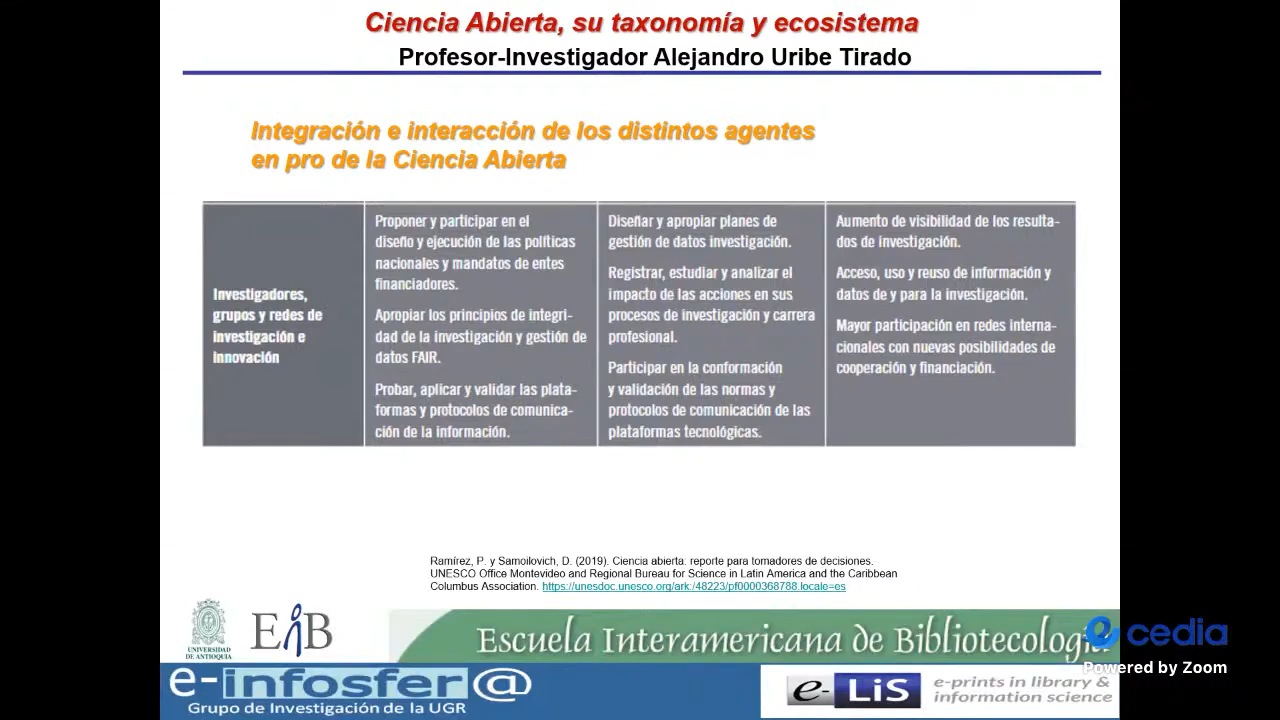 Ciencia Abierta, su taxonomía y ecosistema
Profesor-Investigador Alejandro Uribe Tirado
Integración e interacción de los distintos agentes
en pro de la Ciencia Abierta
Investigadores,
grupos y redes de
investigación e
innovación
Proponer y participar en el
diseño y ejecución de las políticas
nacionales y mandatos de entes
financiadores.
Apropiar los principios de integri-
dad de la investigación y gestión de
datos FAIR.
Probar, aplicar y validar las plata-
formas y protocolos de comunica-
ción de la información.
Diseñar y apropiar planes de
gestión de datos investigación.
Registrar, estudiar y analizar el
impacto de las acciones en sus
procesos de investigación y carrera
profesional.
Participar en la conformación
y validación de las normas y
protocolos de comunicación de las
plataformas tecnológicas.
Aumento de visibilidad de los resulta-
dos de investigación.
Acceso, uso y reuso de información y
datos de y para la investigación.
Mayor participación en redes interna-
cionales con nuevas posibilidades de
cooperación y financiación.
Ramírez, P. y Samoilovich, D. (2019). Ciencia abierta: reporte para tomadores de decisiones.
UNESCO Office Montevideo and Regional Bureau for Science in Latin America and the Caribbean
Columbus Association. https://unesdoc.unesco.org/ark:/48223/pf0000368788.locale=es
UNIVERSIDAD
DE ANTIOQUIA
EiB
Escuela Interamericana de Bibliotecología
cedia
Powered by Zoom
e-infosfer@
Grupo de Investigación de la UGR
e-LiS
e-prints in library &
information science